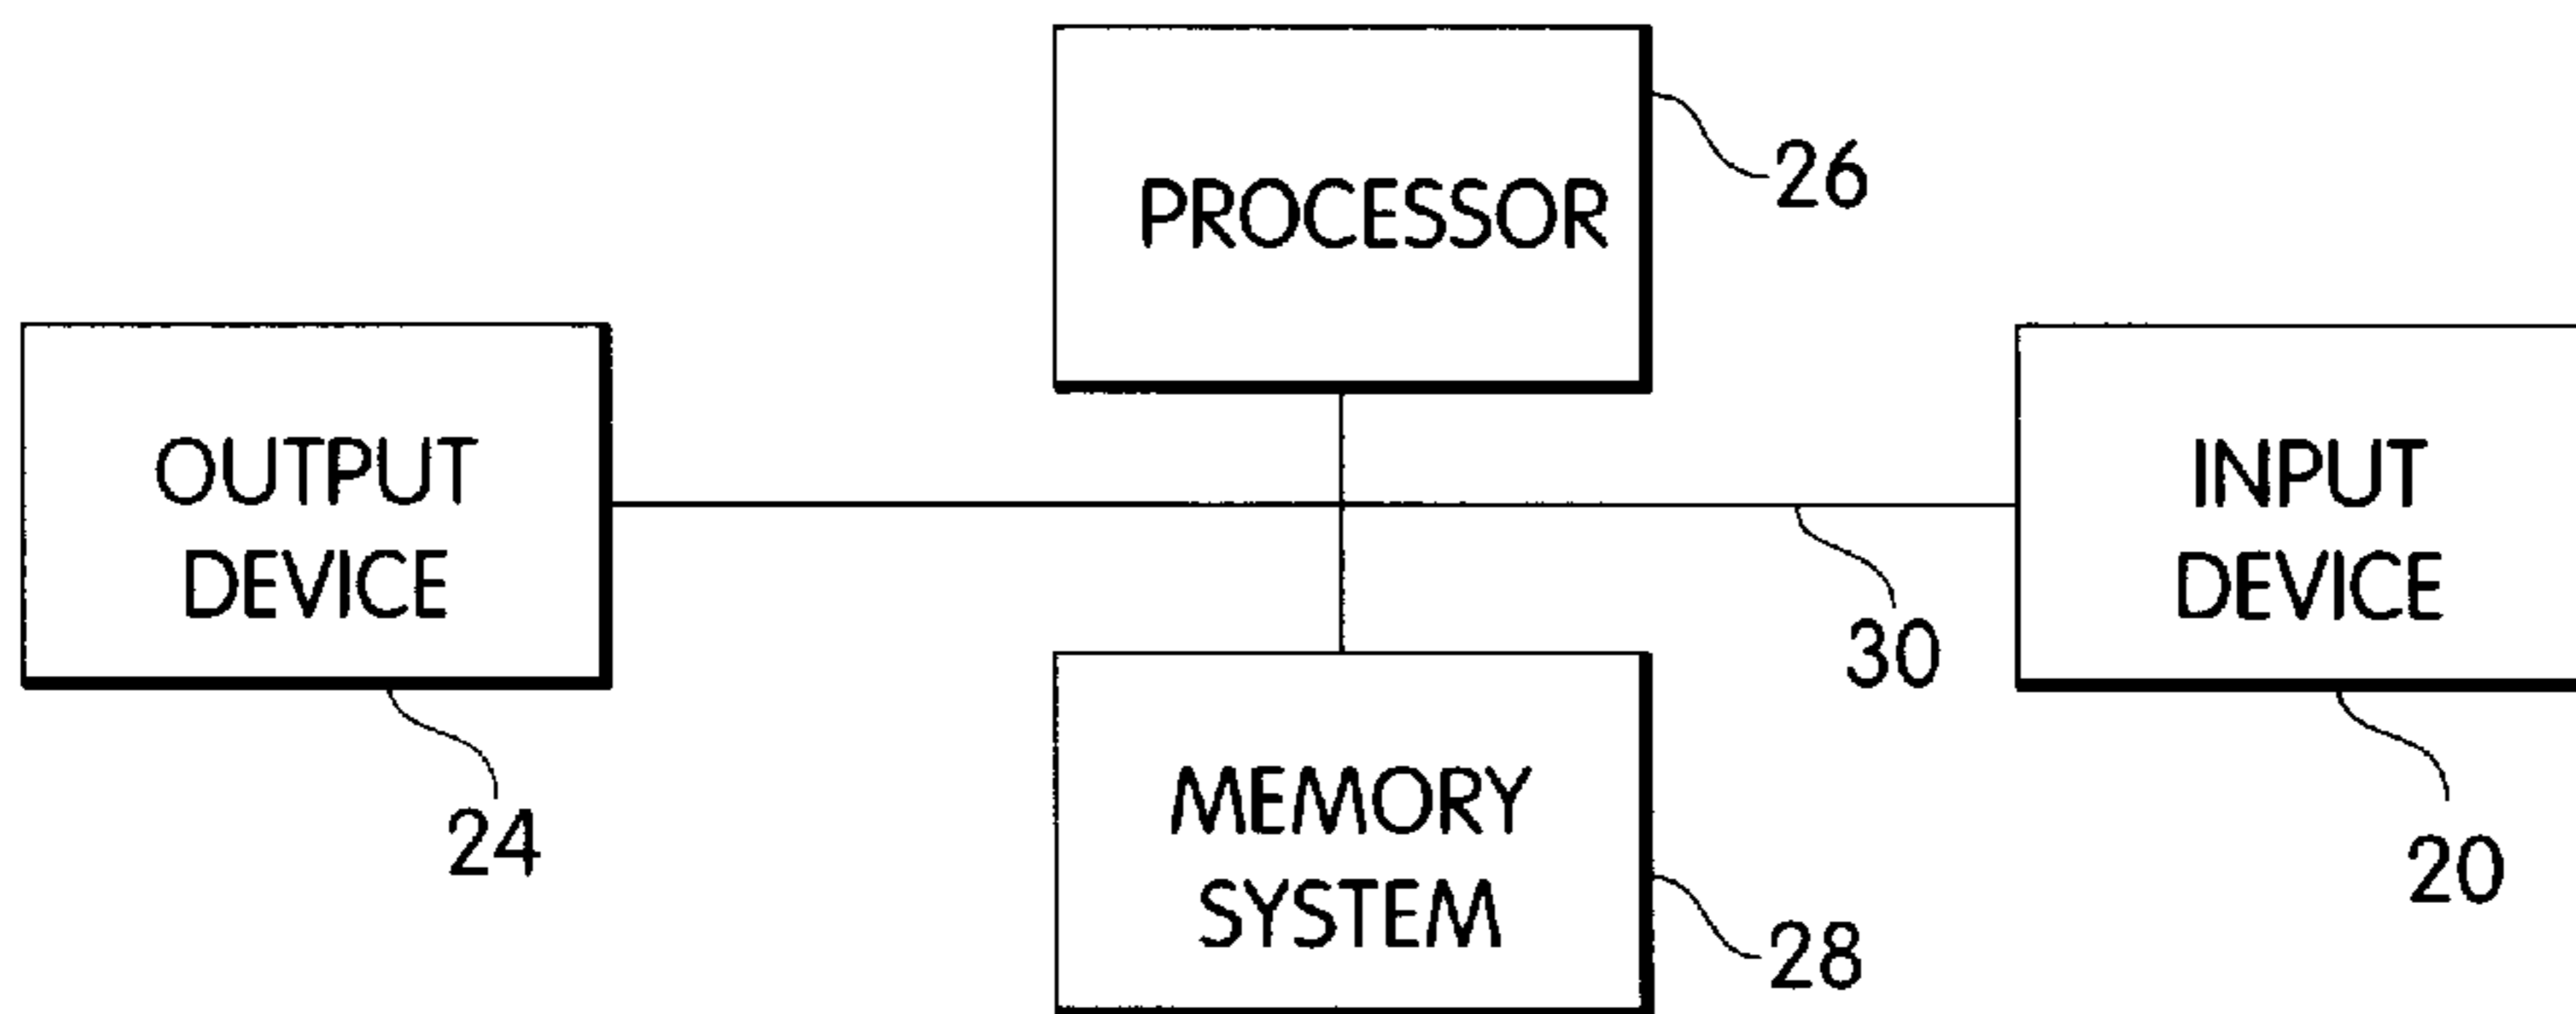 PROCESSOR
26
OUTPUT
DEVICE
24
INPUT
DEVICE
30
20
MEMORY
SYSTEM
28